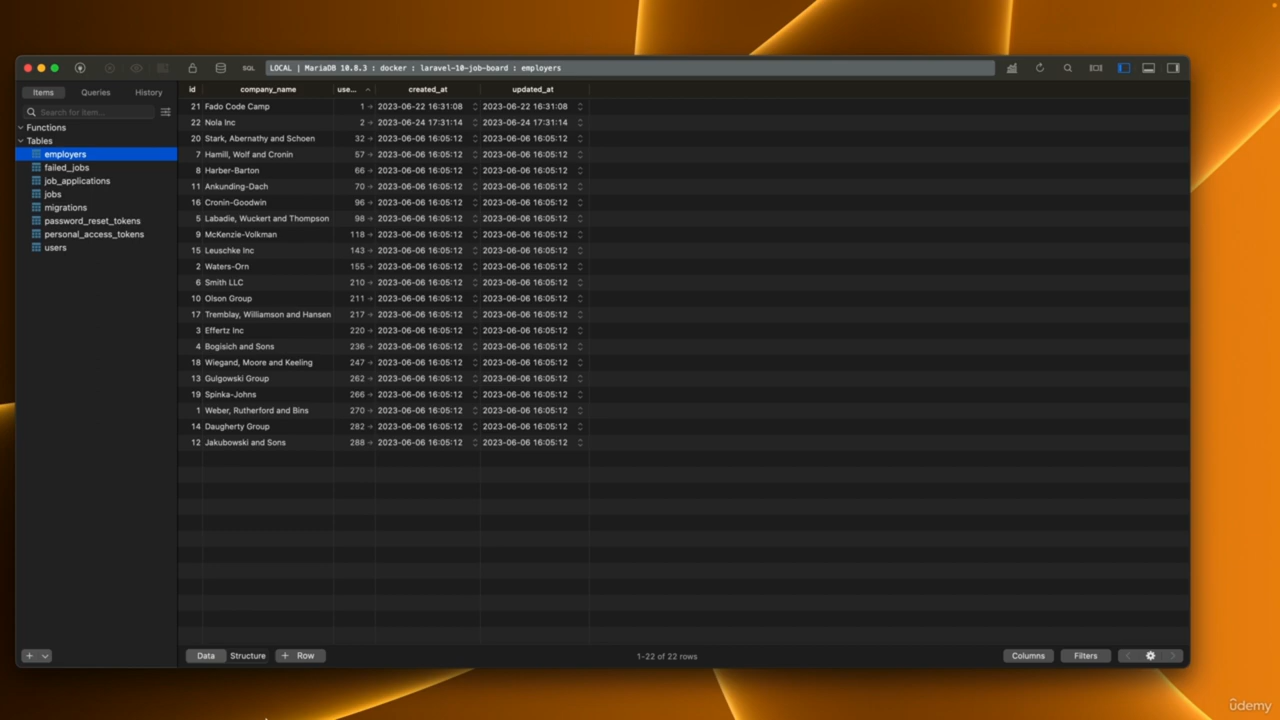 SQL LOCAL | MariaDB 10.8.3 : docker : laravel-10-job-board : employers
Items Queries History
Search for item...
Functions
Tables
employers
failed_jobs
job_applications
jobs
migrations
password_reset_tokens
personal_access_tokens
users
id company_name use... created_at updated_at
21 Fado Code Camp 1 2023-06-22 16:31:08 2023-06-22 16:31:08
22 Nola Inc 2 2023-06-24 17:31:14 2023-06-24 17:31:14
20 Stark, Abernathy and Schoen 32 2023-06-06 16:05:12 2023-06-06 16:05:12
7 Hamill, Wolf and Cronin 57 2023-06-06 16:05:12 2023-06-06 16:05:12
8 Harber-Barton 66 2023-06-06 16:05:12 2023-06-06 16:05:12
11 Ankunding-Dach 70 2023-06-06 16:05:12 2023-06-06 16:05:12
16 Cronin-Goodwin 96 2023-06-06 16:05:12 2023-06-06 16:05:12
5 Labadie, Wuckert and Thompson 98 2023-06-06 16:05:12 2023-06-06 16:05:12
9 McKenzie-Volkman 118 2023-06-06 16:05:12 2023-06-06 16:05:12
15 Leuschke Inc 143 2023-06-06 16:05:12 2023-06-06 16:05:12
2 Waters-Orn 155 2023-06-06 16:05:12 2023-06-06 16:05:12
6 Smith LLC 210 2023-06-06 16:05:12 2023-06-06 16:05:12
10 Olson Group 211 2023-06-06 16:05:12 2023-06-06 16:05:12
17 Tremblay, Williamson and Hansen 217 2023-06-06 16:05:12 2023-06-06 16:05:12
3 Effertz Inc 220 2023-06-06 16:05:12 2023-06-06 16:05:12
4 Bogisich and Sons 236 2023-06-06 16:05:12 2023-06-06 16:05:12
18 Wiegand, Moore and Keeling 247 2023-06-06 16:05:12 2023-06-06 16:05:12
13 Gulgowski Group 262 2023-06-06 16:05:12 2023-06-06 16:05:12
19 Spinka-Johns 266 2023-06-06 16:05:12 2023-06-06 16:05:12
1 Weber, Rutherford and Bins 270 2023-06-06 16:05:12 2023-06-06 16:05:12
14 Daugherty Group 282 2023-06-06 16:05:12 2023-06-06 16:05:12
12 Jakubowski and Sons 288 2023-06-06 16:05:12 2023-06-06 16:05:12
Data Structure + Row 1-22 of 22 rows Columns Filters
udemy